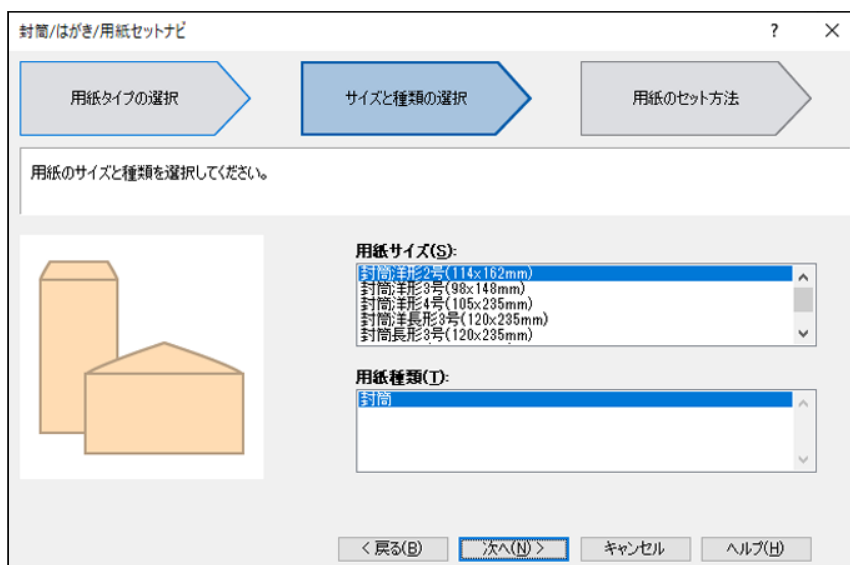 封筒/はがき/用紙セットナビ
?
用紙タイプの選択
サイズと種類の選択
用紙のセット方法
用紙のサイズと種類を選択してください。
用紙サイズ(S):
封筒洋形2号(114x162mm)
封筒洋形3号(98x148mm)
封筒洋形4号(105x235mm)
封筒洋長形3号(120x235mm)
封筒長形3号(120x235mm)
用紙種類(T):
封筒
< 戻る(B)
次へ(N) >
キャンセル
ヘルプ(H)